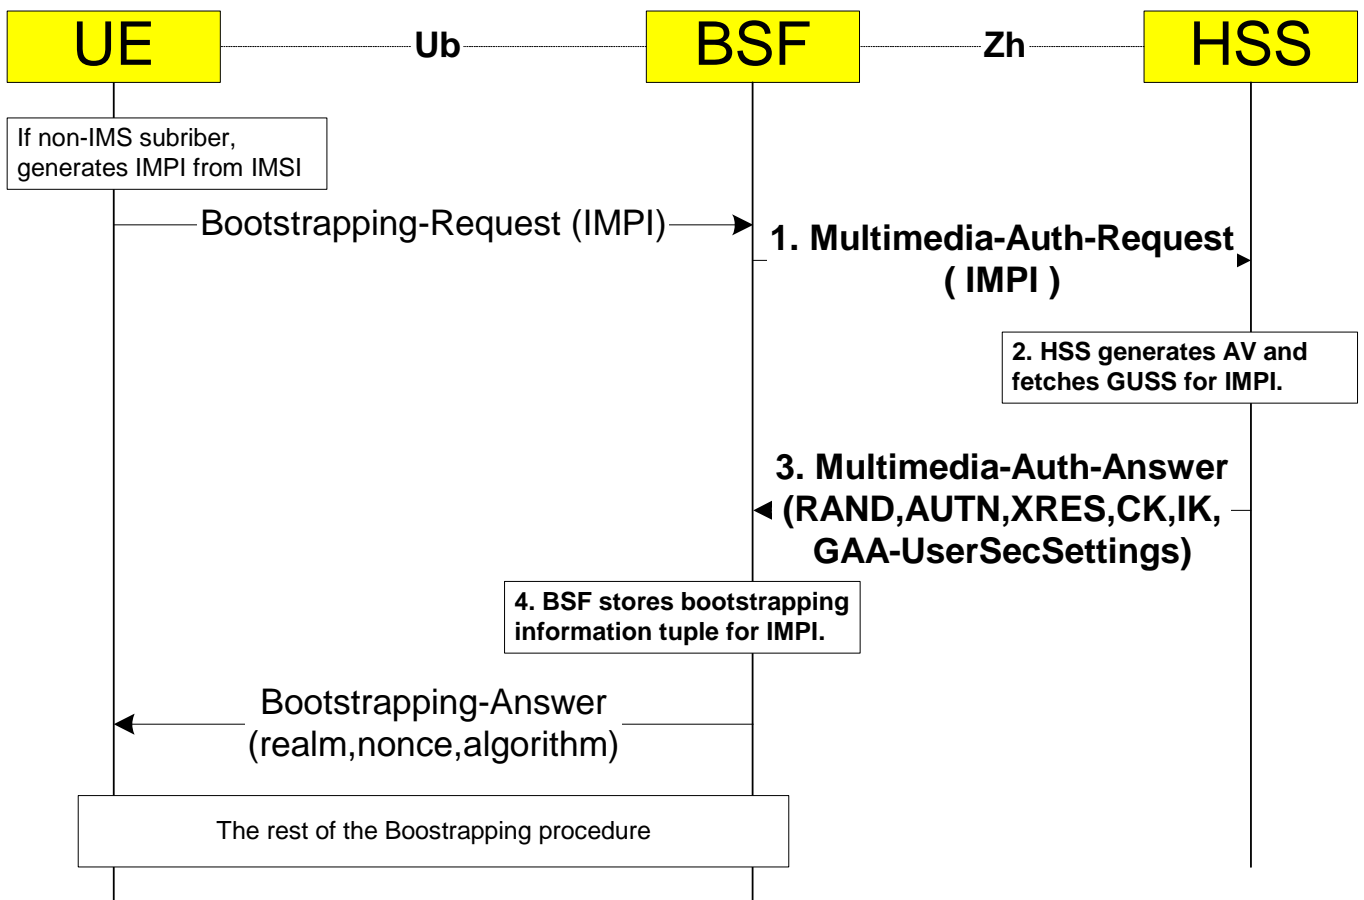 UE
Ub
BSF
Zh
HSS
If non-IMS subriber,
generates IMPI from IMSI
Bootstrapping-Request (IMPI)
1. Multimedia-Auth-Request
( IMPI )
2. HSS generates AV and
fetches GUSS for IMPI.
3. Multimedia-Auth-Answer
(RAND,AUTN,XRES,CK,IK,
GAA-UserSecSettings)
4. BSF stores bootstrapping
information tuple for IMPI.
Bootstrapping-Answer
(realm,nonce,algorithm)
The rest of the Boostrapping procedure